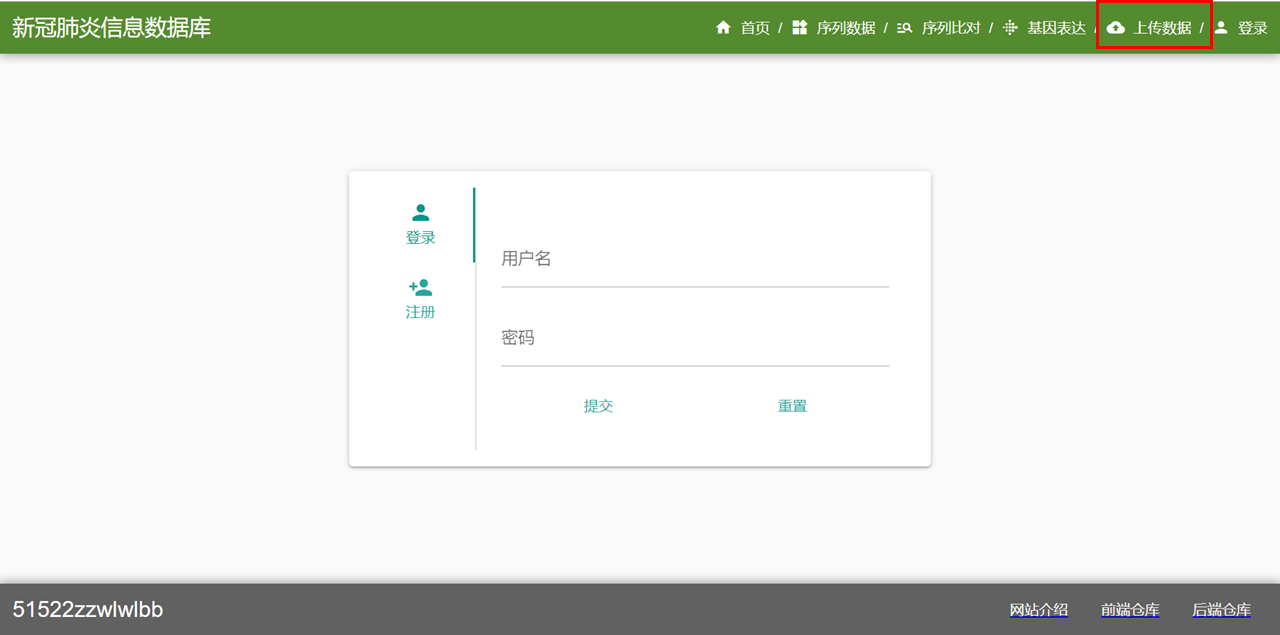 新冠肺炎信息数据库
首页 / 序列数据 / 序列比对 / 基因表达 / 上传数据 / 登录
登录
注册
用户名
密码
提交 重置
51522zzwlwlbb
网站介绍 前端仓库 后端仓库